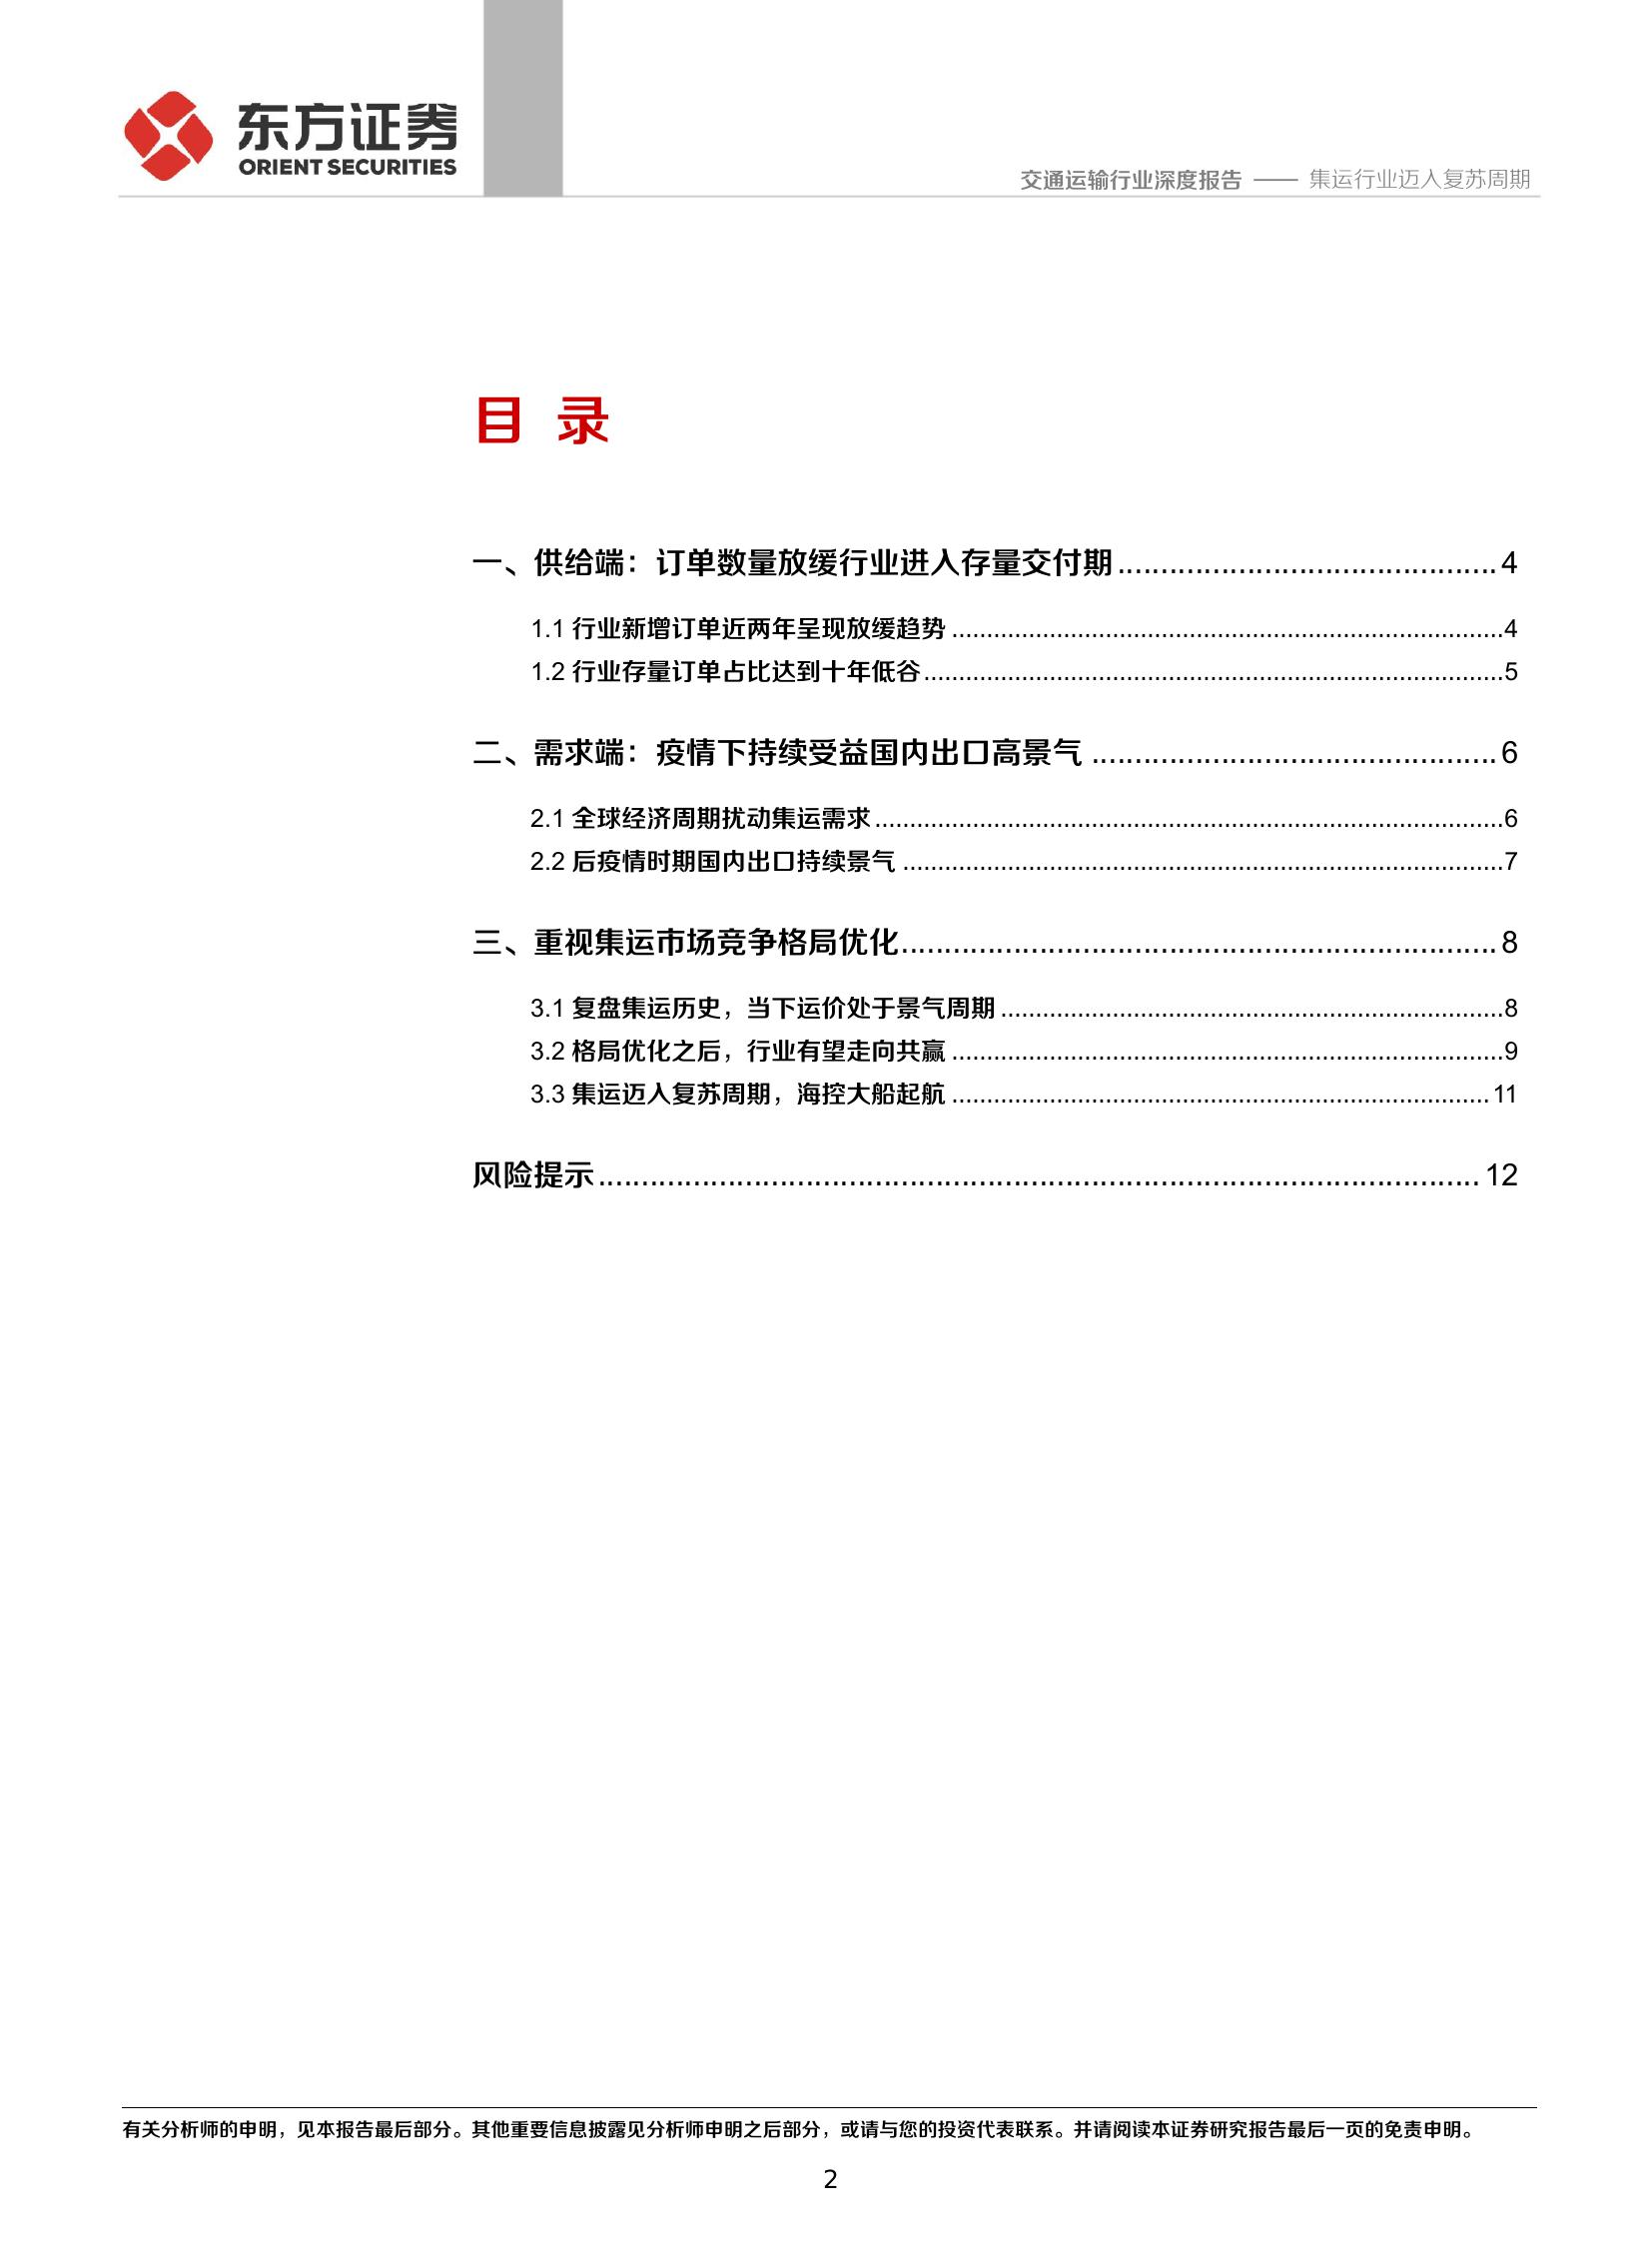 东方证券
ORIENT SECURITIES
交通运输行业深度报告 —— 集运行业迈入复苏周期
目 录
一、供给端：订单数量放缓行业进入存量交付期............................................4
1.1 行业新增订单近两年呈现放缓趋势...............................................................................4
1.2 行业存量订单占比达到十年低谷...................................................................................5
二、需求端：疫情下持续受益国内出口高景气...............................................6
2.1 全球经济周期扰动集运需求..........................................................................................6
2.2 后疫情时期国内出口持续景气......................................................................................7
三、重视集运市场竞争格局优化.....................................................................8
3.1 复盘集运历史，当下运价处于景气周期........................................................................8
3.2 格局优化之后，行业有望走向共赢...............................................................................9
3.3 集运迈入复苏周期，海控大船起航.............................................................................11
风险提示......................................................................................................12
有关分析师的申明，见本报告最后部分。其他重要信息披露见分析师申明之后部分，或请与您的投资代表联系。并请阅读本证券研究报告最后一页的免责申明。
2